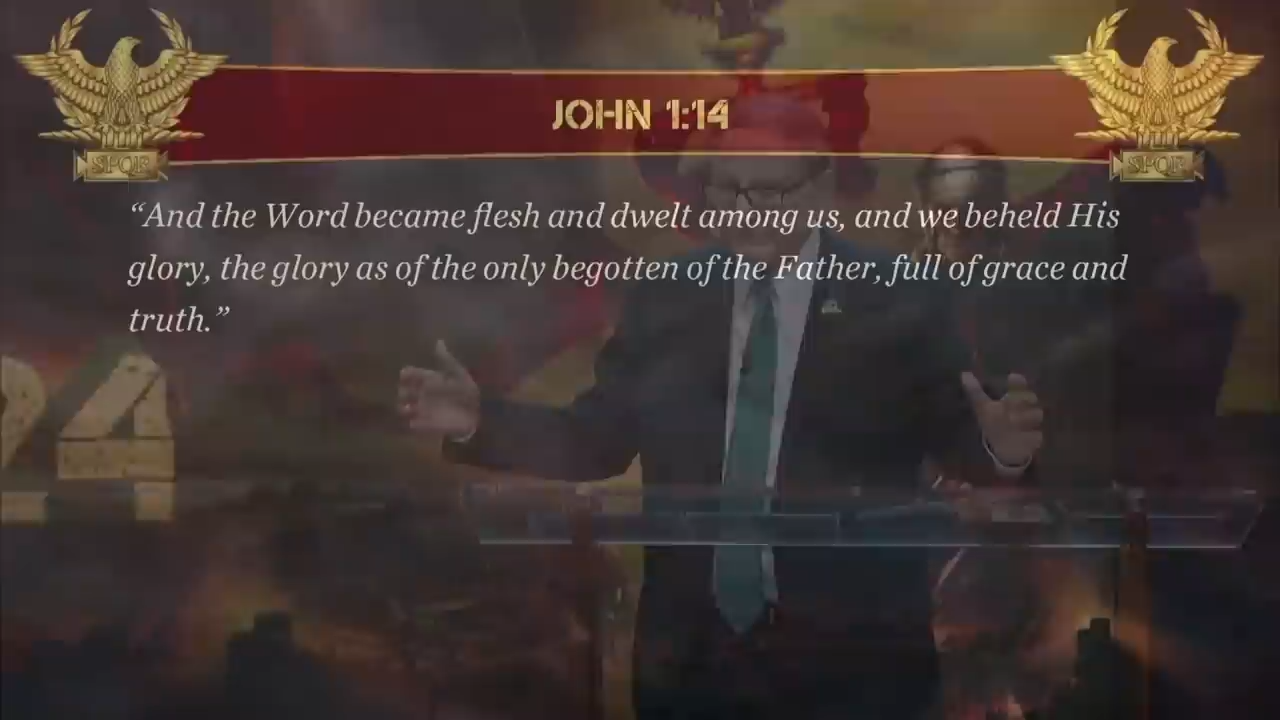 JOHN 1:14
SPQR
SPQR
“And the Word became flesh and dwelt among us, and we beheld His
glory, the glory as of the only begotten of the Father, full of grace and
truth.”
24